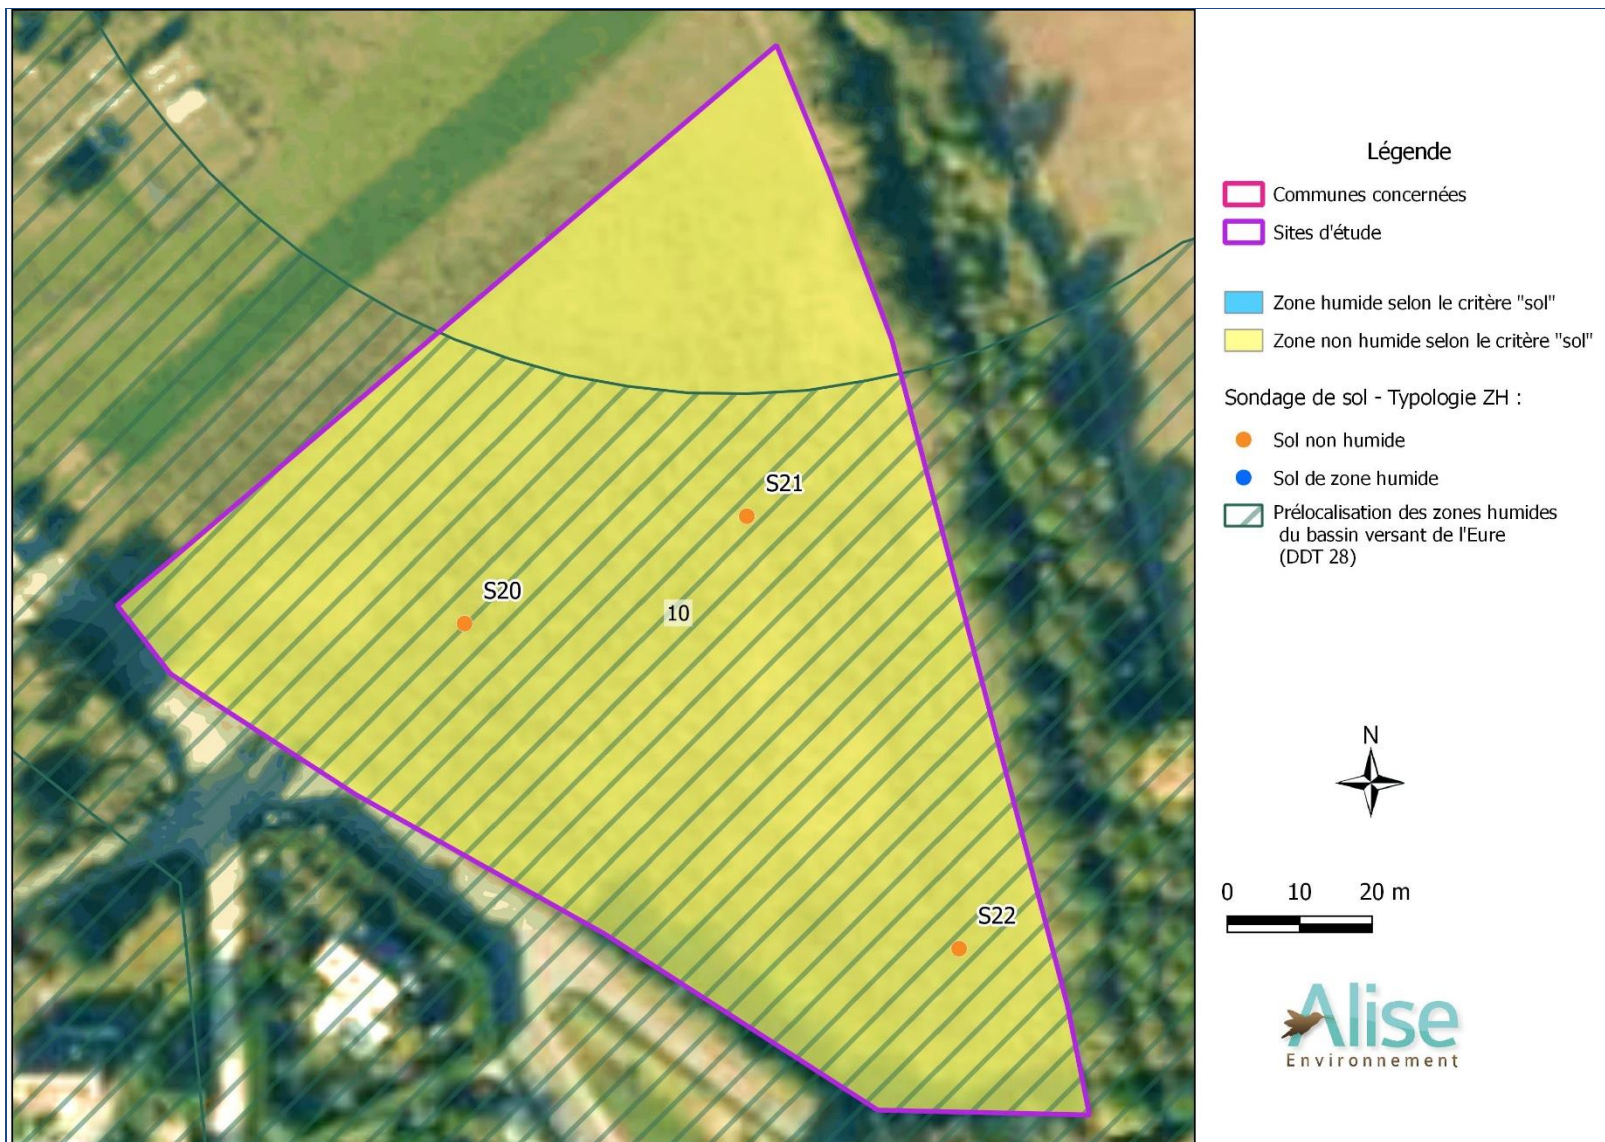 Légende
Communes concernées
Sites d'étude
Zone humide selon le critère "sol"
Zone non humide selon le critère "sol"
Sondage de sol - Typologie ZH :
Sol non humide
Sol de zone humide
Prélocalisation des zones humides
du bassin versant de l'Eure
(DDT 28)
S21
S20
10
S22
N
0 10 20 m
Alise
Environnement